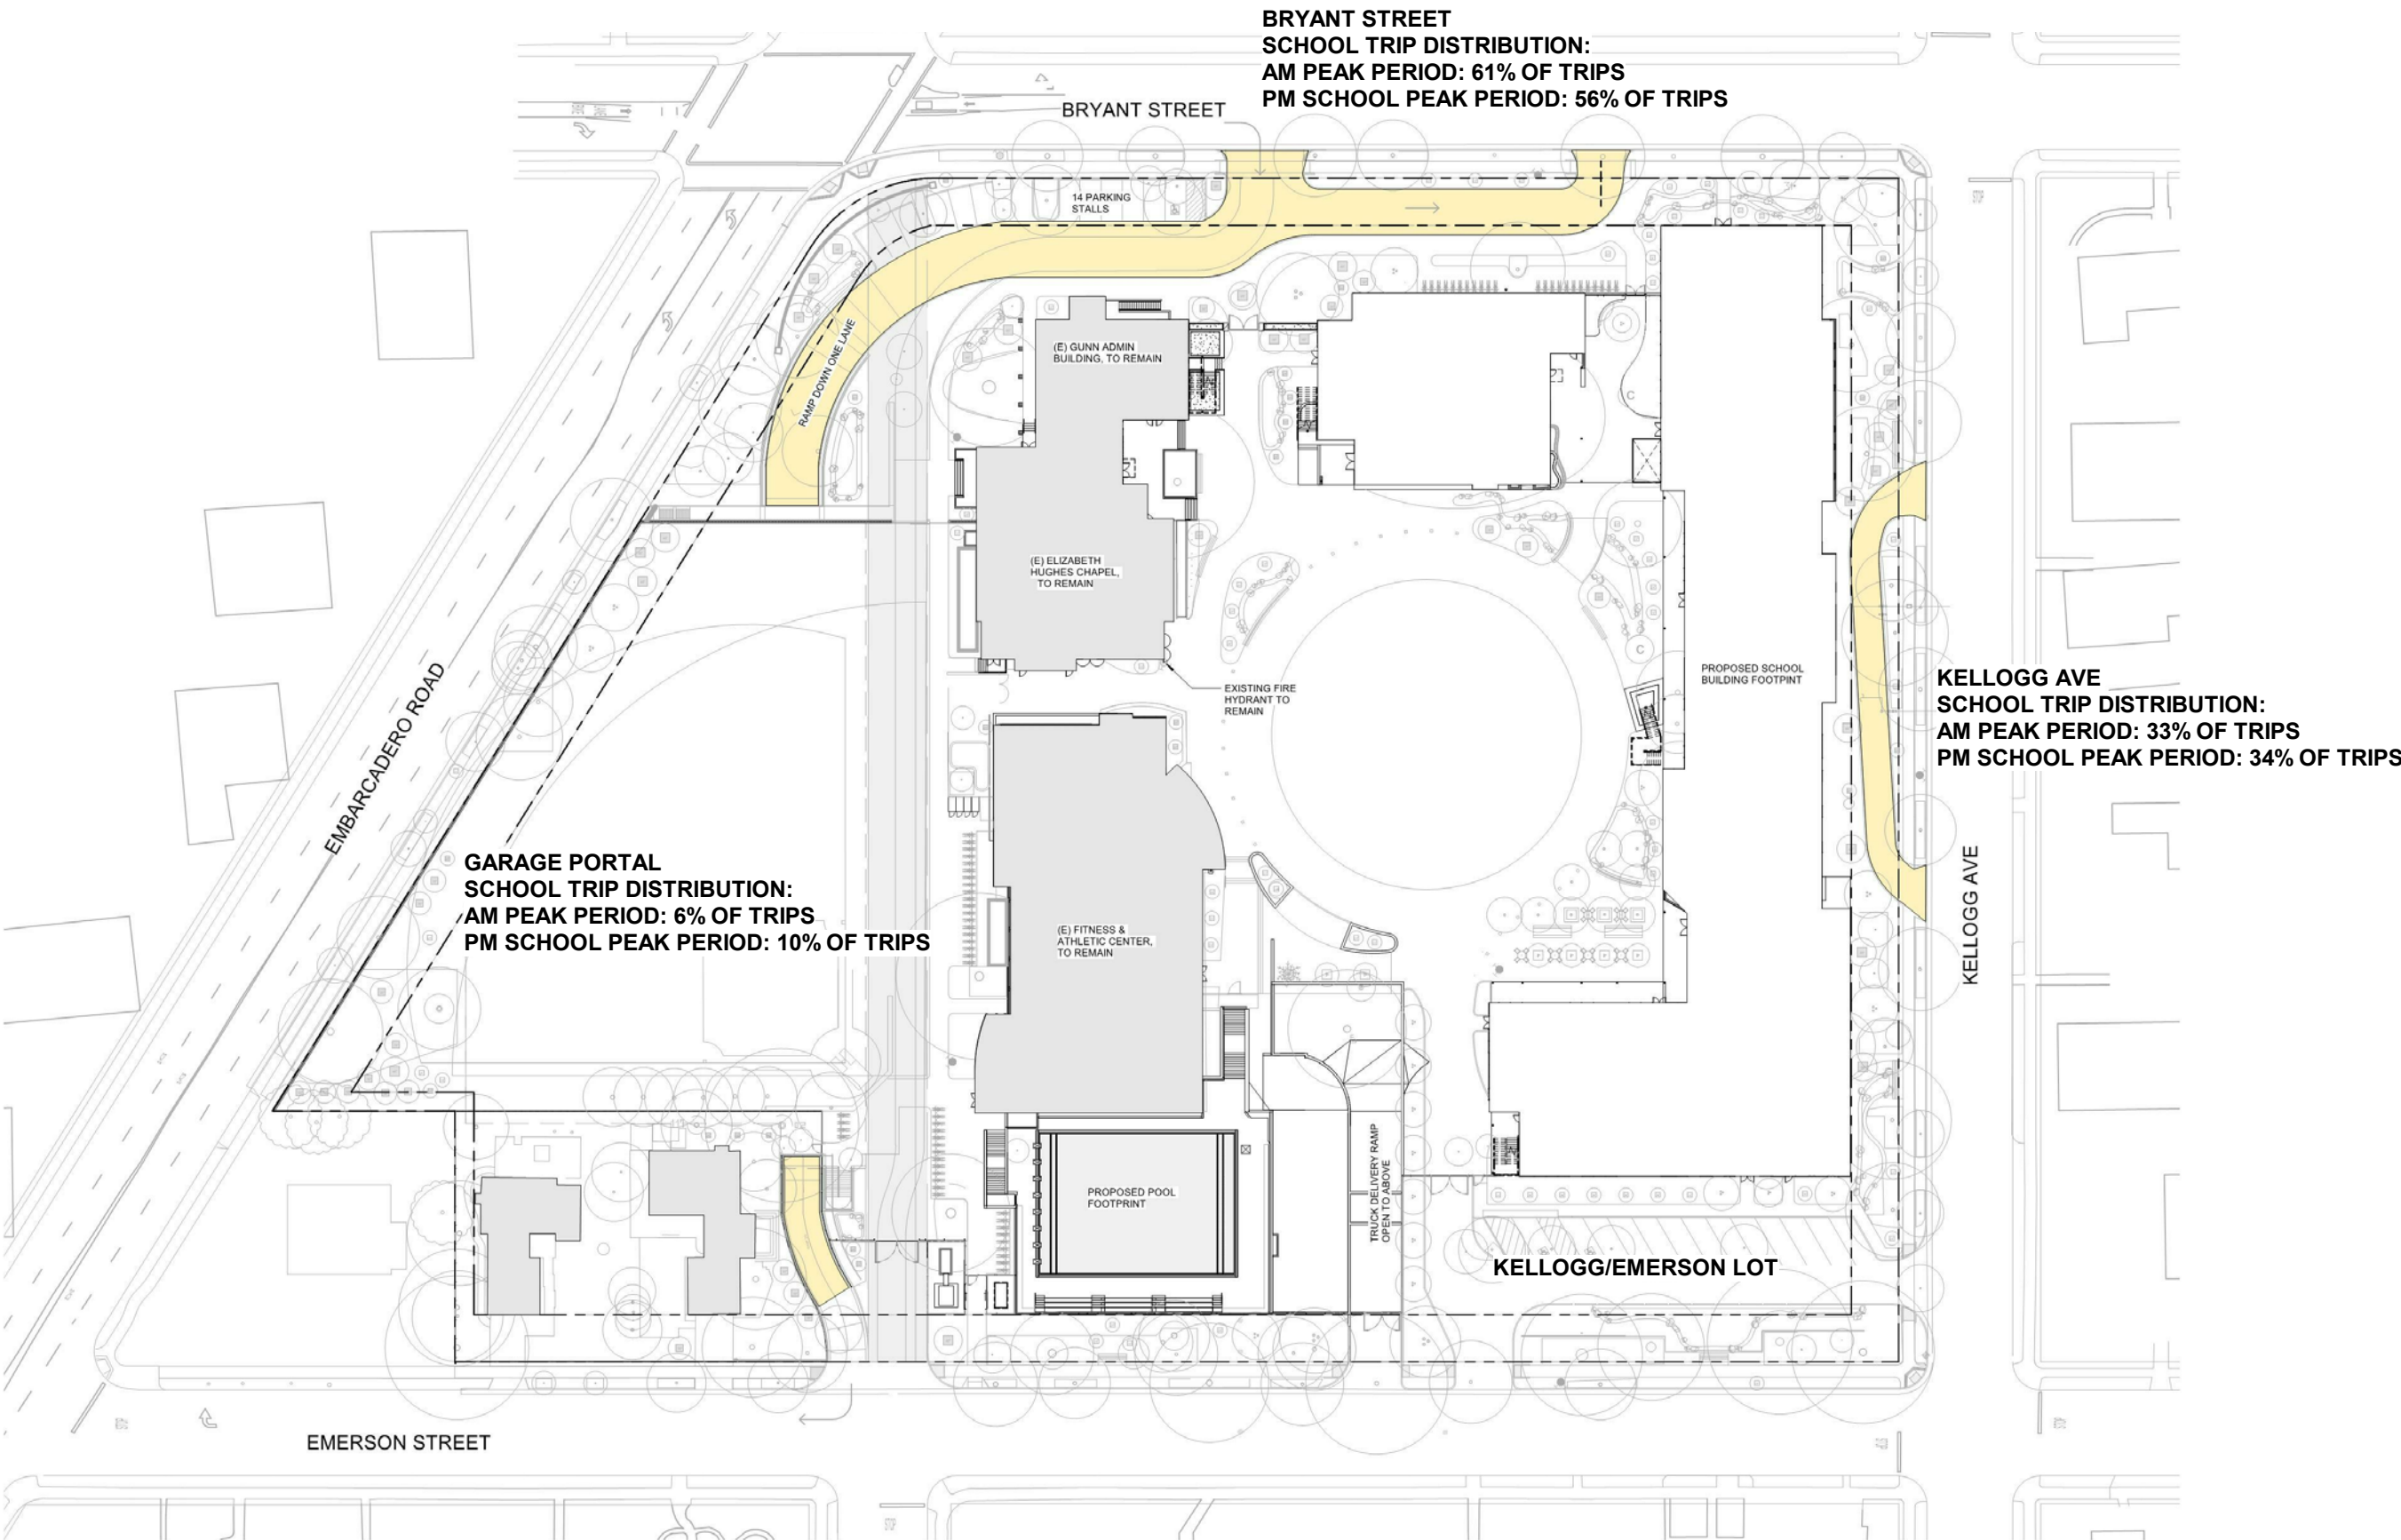 BRYANT STREET
SCHOOL TRIP DISTRIBUTION:
AM PEAK PERIOD: 61% OF TRIPS
PM SCHOOL PEAK PERIOD: 56% OF TRIPS
BRYANT STREET
14 PARKING
STALLS
RAMP DOWN ONE LANE
(E) GUNN ADMIN
BUILDING, TO REMAIN
(E) ELIZABETH
HUGHES CHAPEL,
TO REMAIN
EXISTING FIRE
HYDRANT TO
REMAIN
PROPOSED SCHOOL
BUILDING FOOTPINT
KELLOGG AVE
SCHOOL TRIP DISTRIBUTION:
AM PEAK PERIOD: 33% OF TRIPS
PM SCHOOL PEAK PERIOD: 34% OF TRIPS
EMBARCADERO ROAD
GARAGE PORTAL
SCHOOL TRIP DISTRIBUTION:
AM PEAK PERIOD: 6% OF TRIPS
PM SCHOOL PEAK PERIOD: 10% OF TRIPS
(E) FITNESS &
ATHLETIC CENTER,
TO REMAIN
KELLOGG AVE
PROPOSED POOL
FOOTPRINT
TRUCK DELIVERY RAMP
OPEN TO ABOVE
KELLOGG/EMERSON LOT
EMERSON STREET
C
C